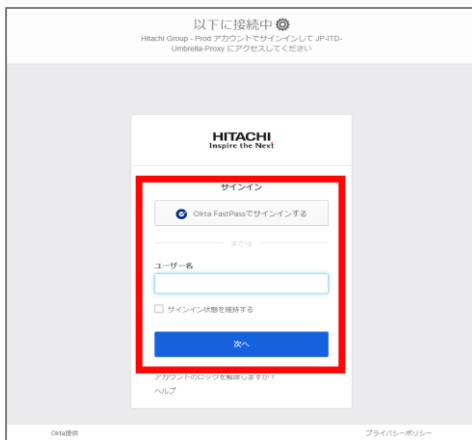 以下に接続中
Hitachi Group - Prod アカウントでサインインして JP-ITD-
Umbrella-Proxy にアクセスしてください
HITACHI
Inspire the Next
サインイン
Okta FastPassでサインインする
または
ユーザー名
サインイン状態を維持する
次へ
アカウントのロックを解除しますか?
ヘルプ
Okta提供
プライバシーポリシー